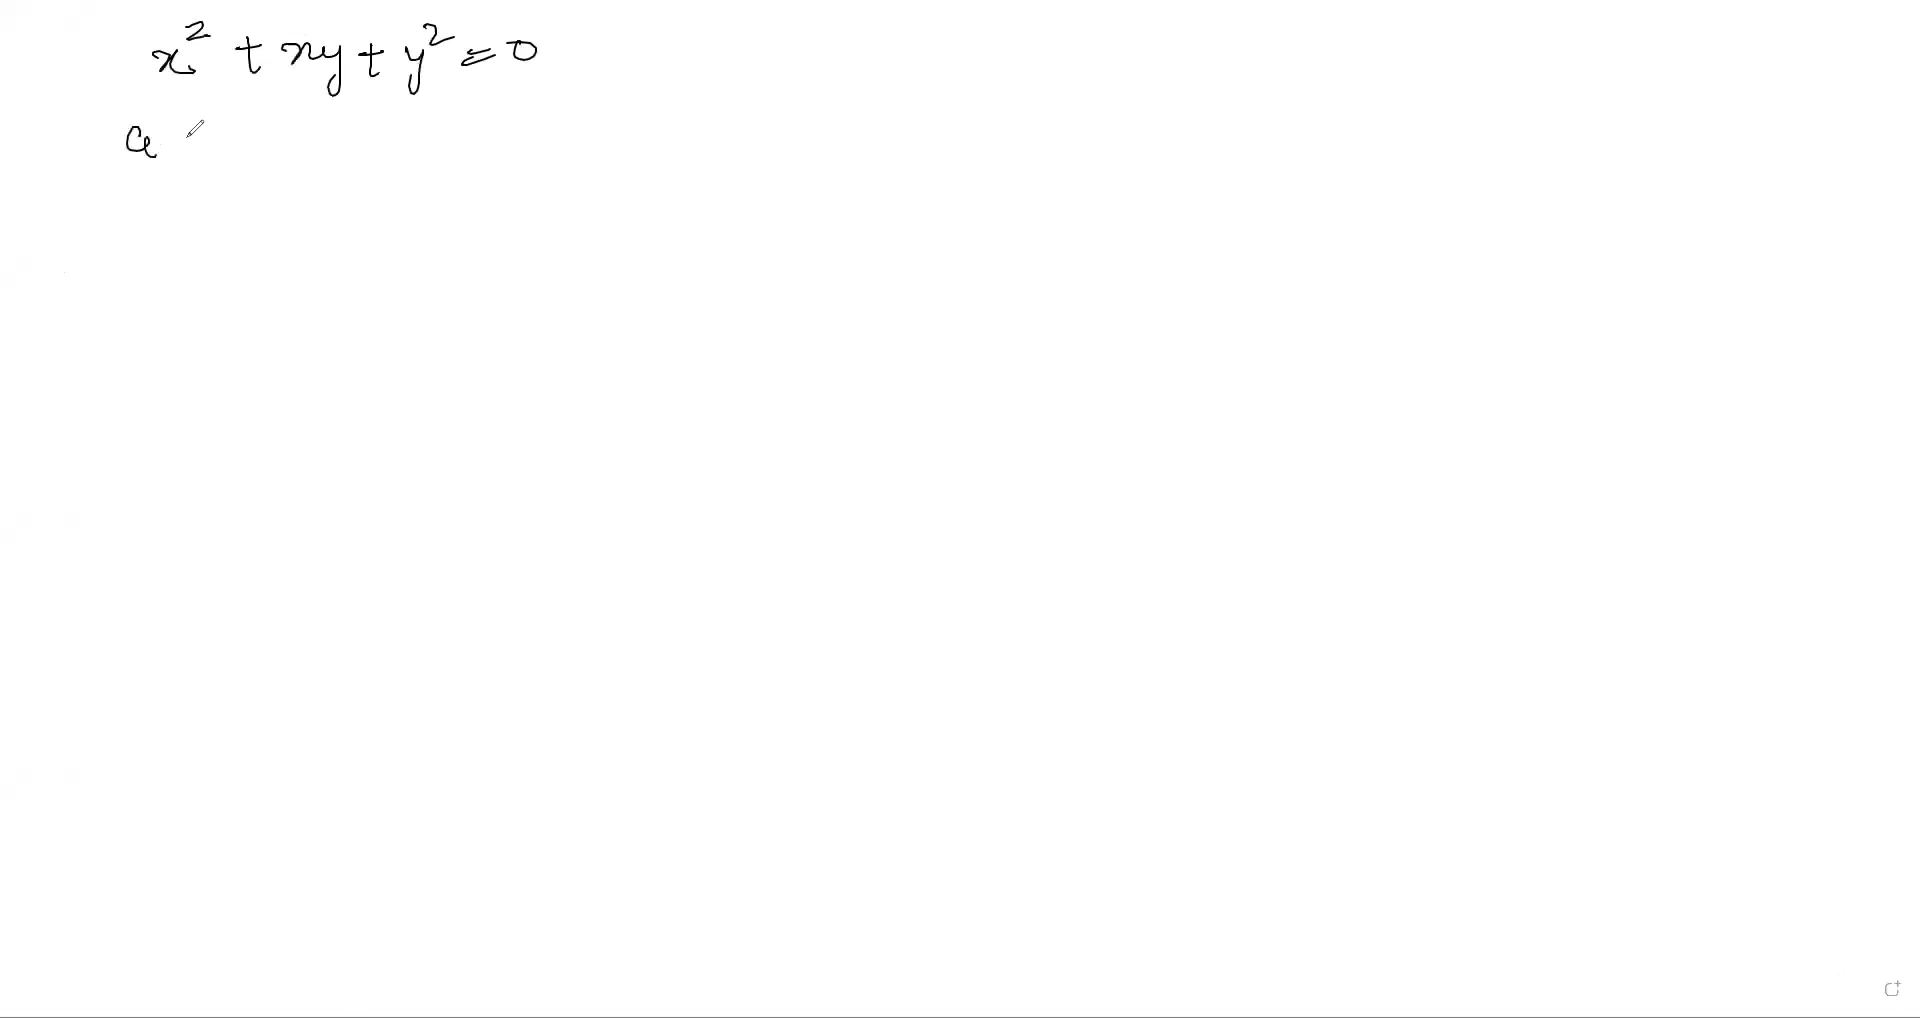 x² + xy + y² = 0
a